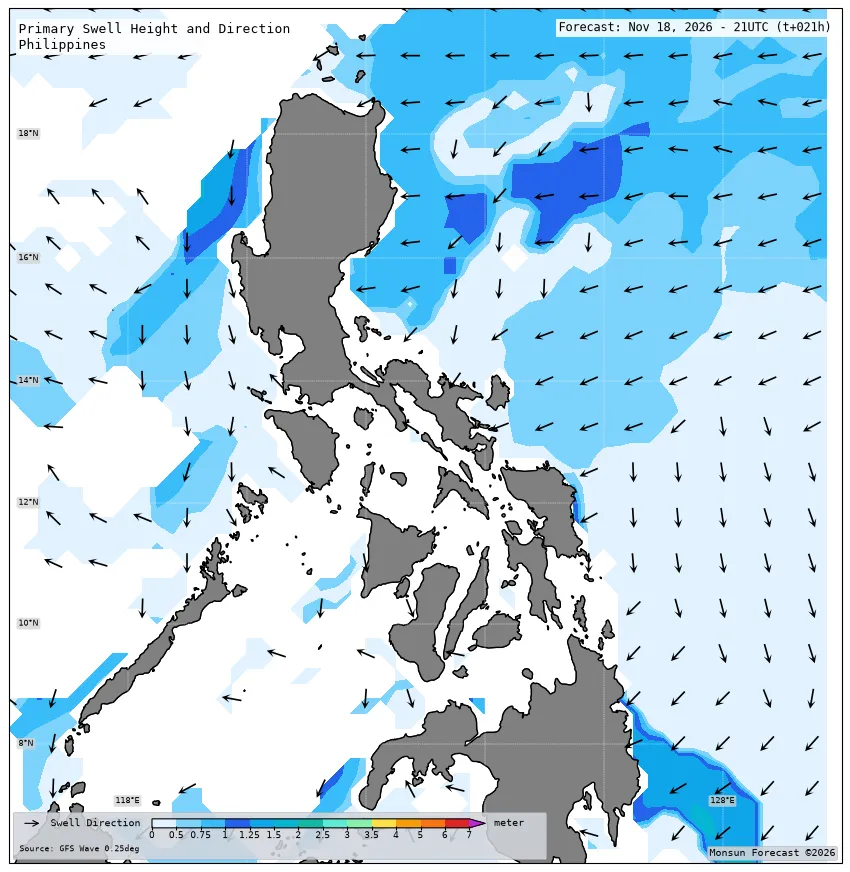 Primary Swell Height and Direction
Philippines
Forecast: Nov 18, 2026 - 21UTC (t+021h)
18°N
16°N
14°N
12°N
10°N
8°N
118°E
128°E
Swell Direction
0 0.5 0.75 1 1.25 1.5 2 2.5 3 3.5 4 5 6 7
meter
Source: GFS Wave 0.25deg
Monsun Forecast ©2026